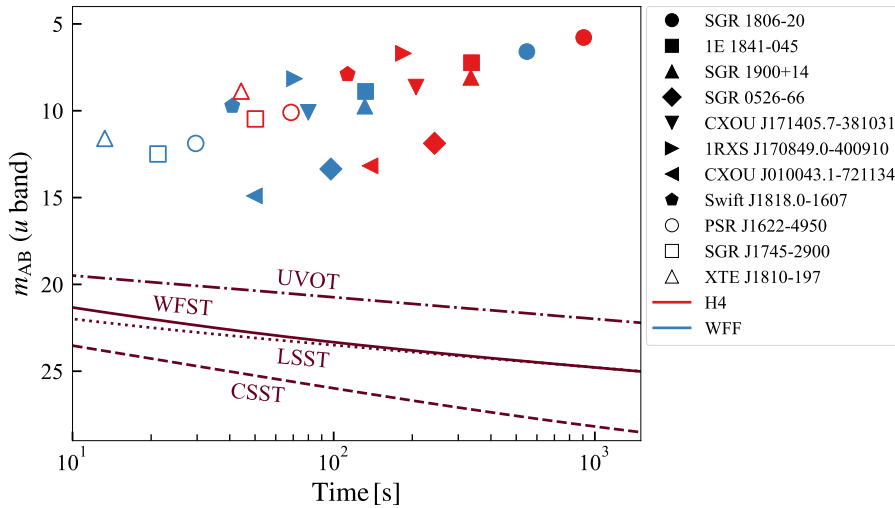 5
10
15
20
25
m_AB (u band)
10^1
10^2
10^3
Time [s]
UVOT
WFST
LSST
CSST
SGR 1806-20
1E 1841-045
SGR 1900+14
SGR 0526-66
CXOU J171405.7-381031
1RXS J170849.0-400910
CXOU J010043.1-721134
Swift J1818.0-1607
PSR J1622-4950
SGR J1745-2900
XTE J1810-197
H4
WFF